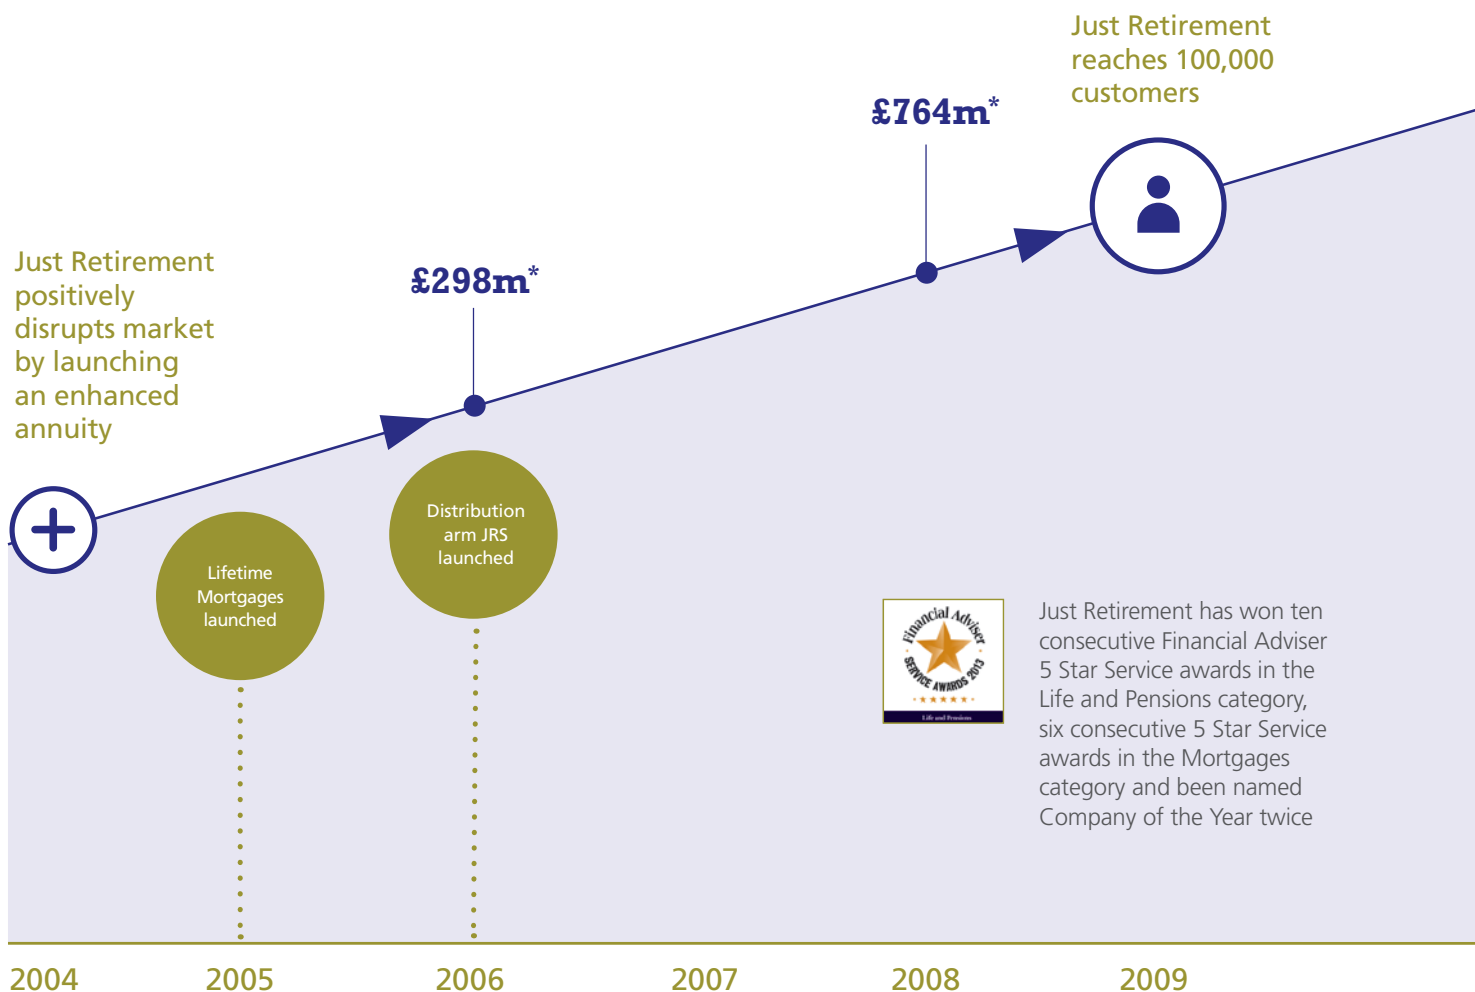 Just Retirement
reaches 100,000
customers
£764m*
£298m*
Just Retirement
positively
disrupts market
by launching
an enhanced
annuity
Lifetime
Mortgages
launched
Distribution
arm JRS
launched
Financial Adviser
SERVICE AWARDS 2013
Life and Pensions
Just Retirement has won ten
consecutive Financial Adviser
5 Star Service awards in the
Life and Pensions category,
six consecutive 5 Star Service
awards in the Mortgages
category and been named
Company of the Year twice
2004 2005 2006 2007 2008 2009